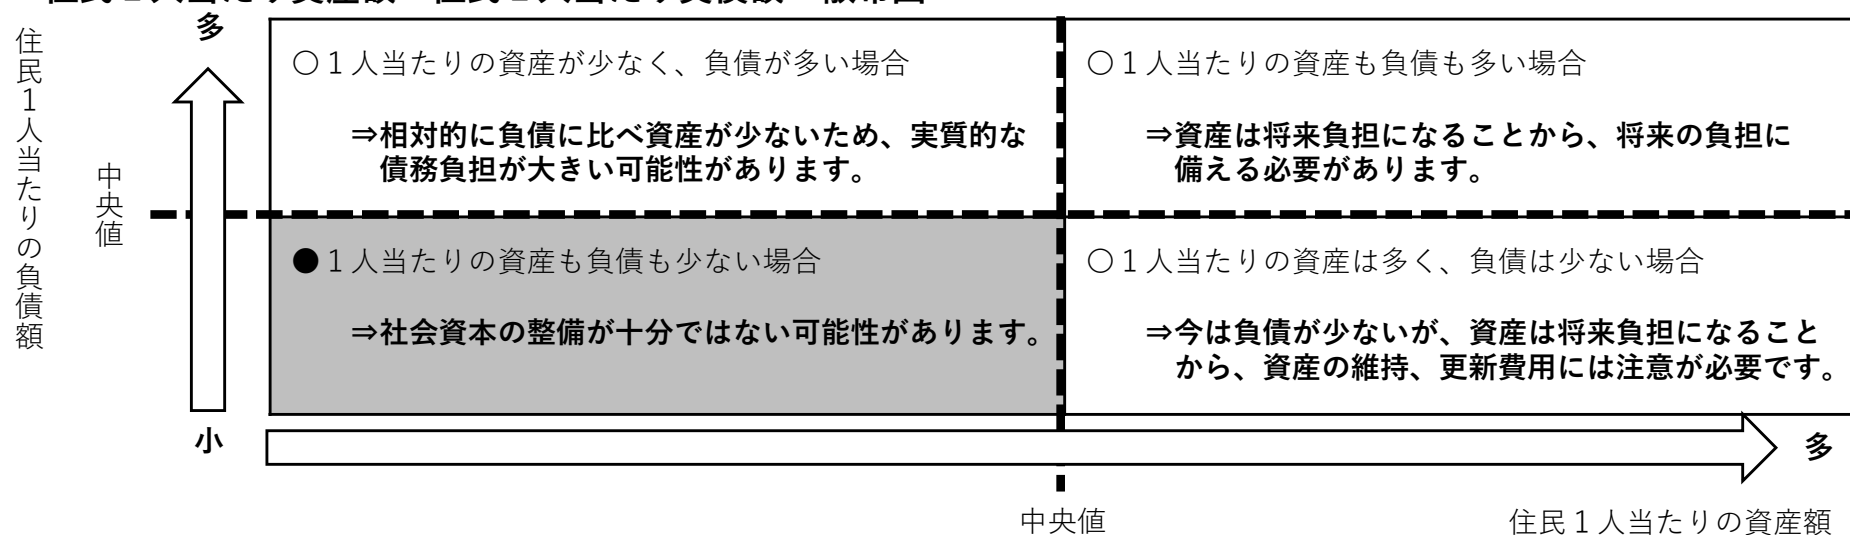 多
住民１人当たりの負債額
中央値
小
○１人当たりの資産が少なく、負債が多い場合
⇒相対的に負債に比べ資産が少ないため、実質的な
債務負担が大きい可能性があります。
○１人当たりの資産も負債も多い場合
⇒資産は将来負担になることから、将来の負担に
備える必要があります。
●１人当たりの資産も負債も少ない場合
⇒社会資本の整備が十分ではない可能性があります。
○１人当たりの資産は多く、負債は少ない場合
⇒今は負債が少ないが、資産は将来負担になること
から、資産の維持、更新費用には注意が必要です。
多
中央値
住民１人当たりの資産額